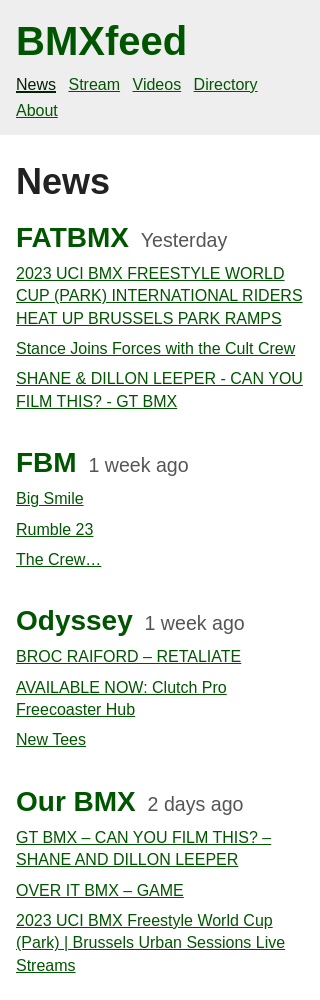 BMXfeed
News Stream Videos Directory
About
News
FATBMX Yesterday
2023 UCI BMX FREESTYLE WORLD
CUP (PARK) INTERNATIONAL RIDERS
HEAT UP BRUSSELS PARK RAMPS
Stance Joins Forces with the Cult Crew
SHANE & DILLON LEEPER - CAN YOU
FILM THIS? - GT BMX
FBM 1 week ago
Big Smile
Rumble 23
The Crew…
Odyssey 1 week ago
BROC RAIFORD – RETALIATE
AVAILABLE NOW: Clutch Pro
Freecoaster Hub
New Tees
Our BMX 2 days ago
GT BMX – CAN YOU FILM THIS? –
SHANE AND DILLON LEEPER
OVER IT BMX – GAME
2023 UCI BMX Freestyle World Cup
(Park) | Brussels Urban Sessions Live
Streams